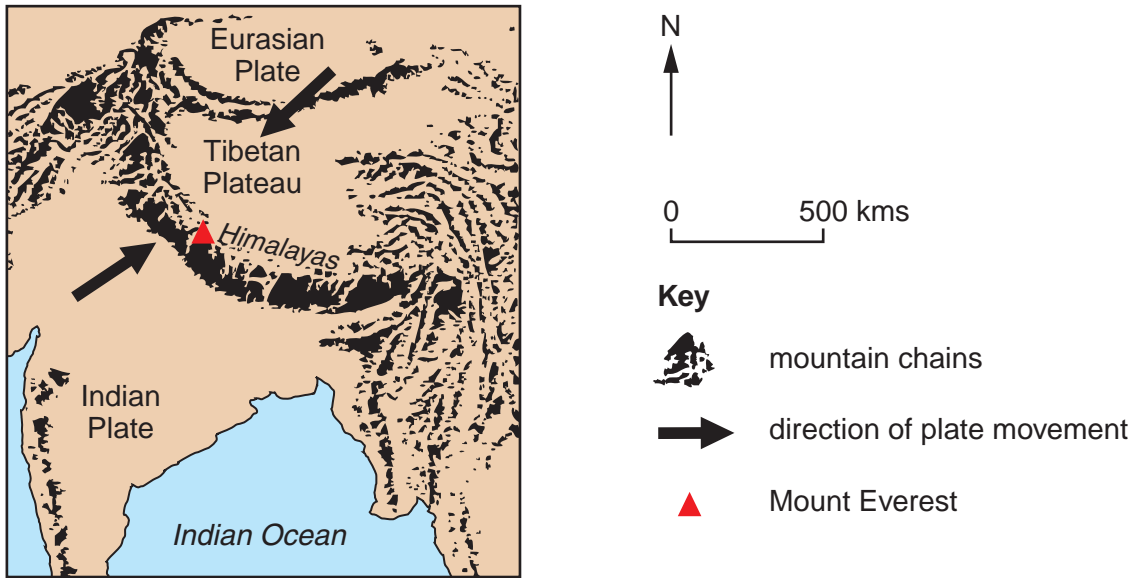 Eurasian
Plate
Tibetan
Plateau
Himalayas
Indian
Plate
Indian Ocean
N
0 500 kms
Key
mountain chains
direction of plate movement
Mount Everest